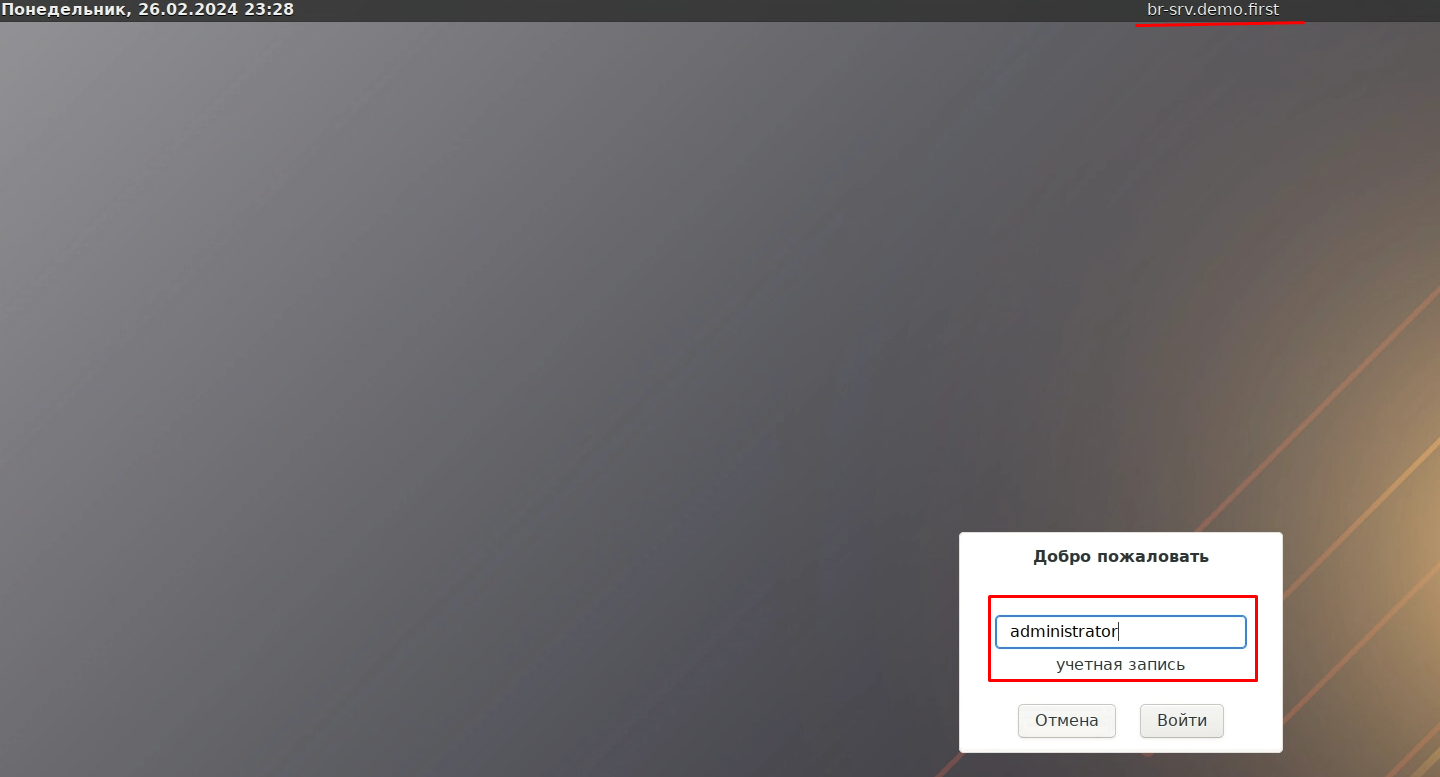 Понедельник, 26.02.2024 23:28
br-srv.demo.first
Добро пожаловать
administrator
учетная запись
Отмена
Войти